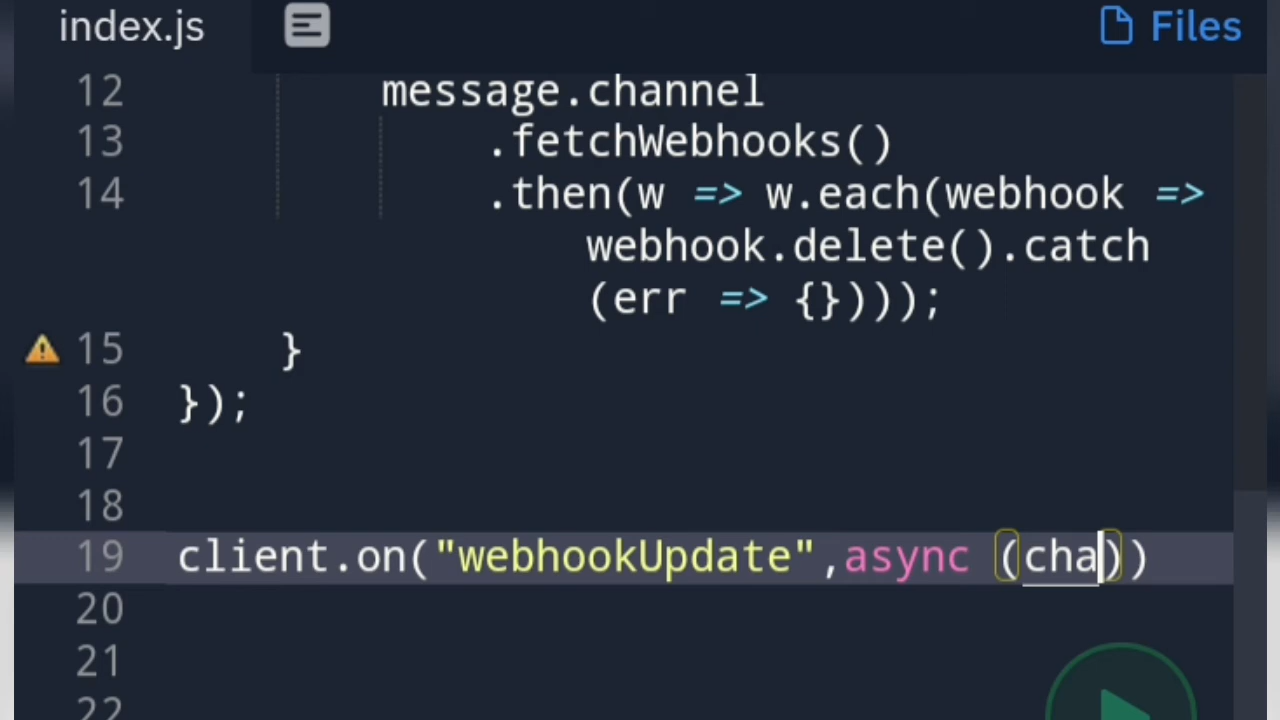 index.js
Files
12 message.channel
13 .fetchWebhooks()
14 .then(w => w.each(webhook =>
webhook.delete().catch
(err => {})));
15 }
16 });
17
18
19 client.on("webhookUpdate",async (cha))
20
21
22